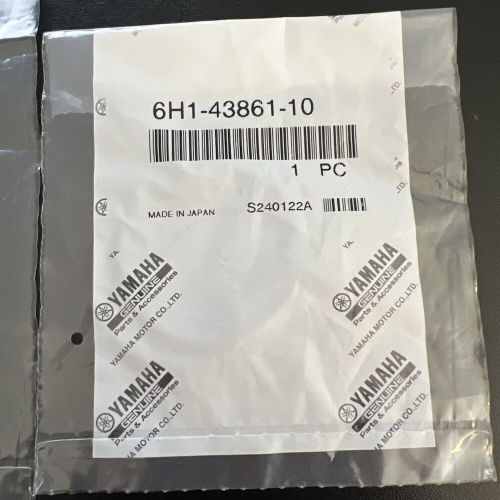 6H1-43861-10
1 PC
MADE IN JAPAN S240122A
YAMAHA
GENUINE
Parts & Accessories
YAMAHA MOTOR CO.,LTD.
YAMAHA
GENUINE
Parts & Accessories
YAMAHA MOTOR CO.,LTD.
YAMAHA
GENUINE
Parts & Accessories
YAMAHA MOTOR CO.,LTD.
YAMAHA
GENUINE
Parts & Accessories
YAMAHA MOTOR CO.,LTD.